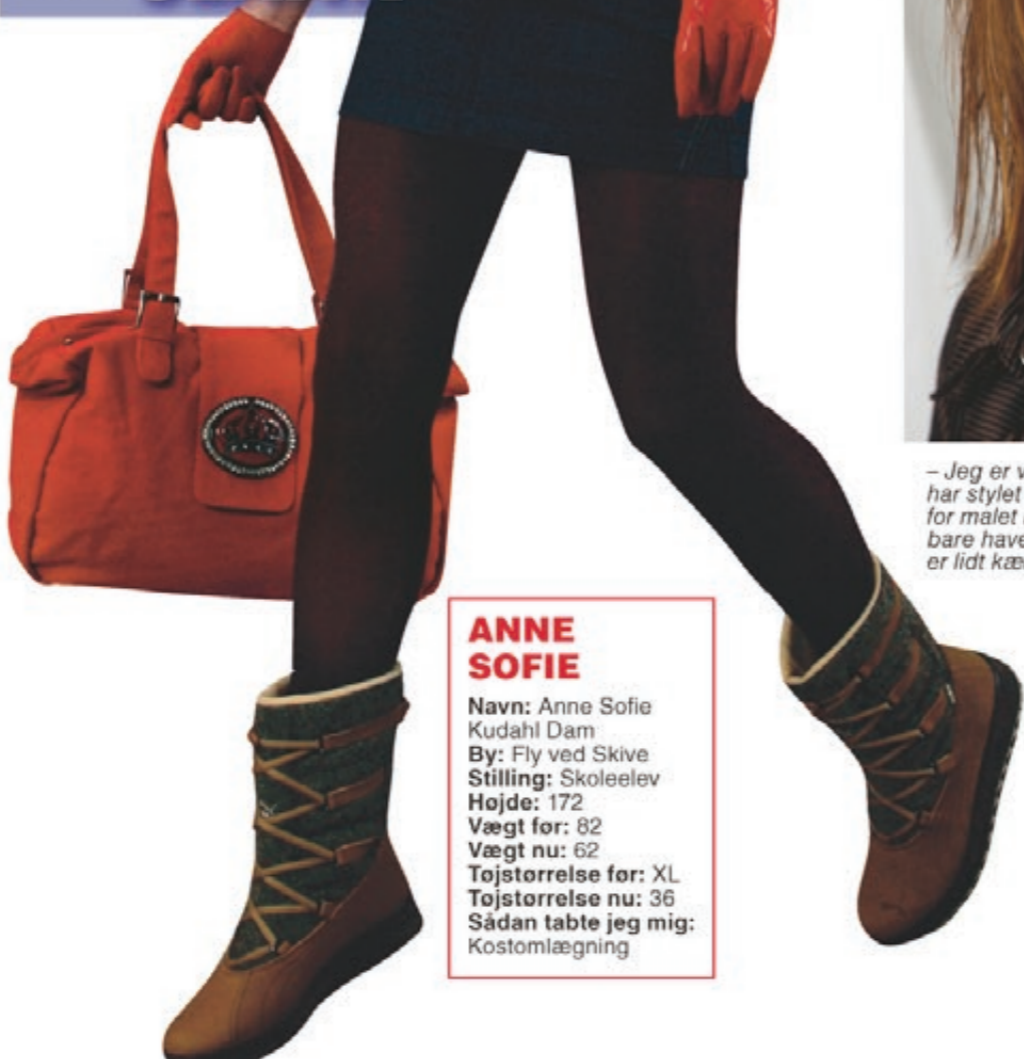 ANNE
SOFIE
Navn: Anne Sofie
Kudahl Dam
By: Fly ved Skive
Stilling: Skoleelev
Højde: 172
Vægt før: 82
Vægt nu: 62
Tøjstørrelse før: XL
Tøjstørrelse nu: 36
Sådan tabte jeg mig:
Kostomlægning
– Jeg er
har stylet
for malet
bare have
er lidt